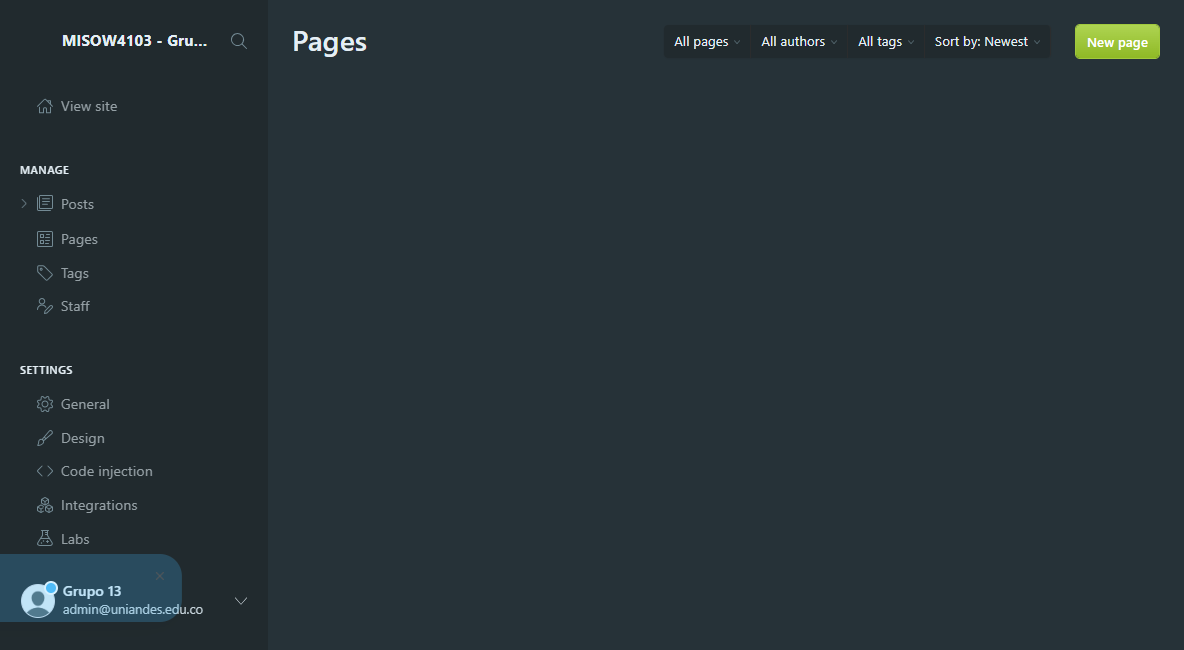 MISOW4103 - Gru...
View site
MANAGE
Posts
Pages
Tags
Staff
SETTINGS
General
Design
Code injection
Integrations
Labs
Grupo 13
admin@uniandes.edu.co
Pages
All pages
All authors
All tags
Sort by: Newest
New page